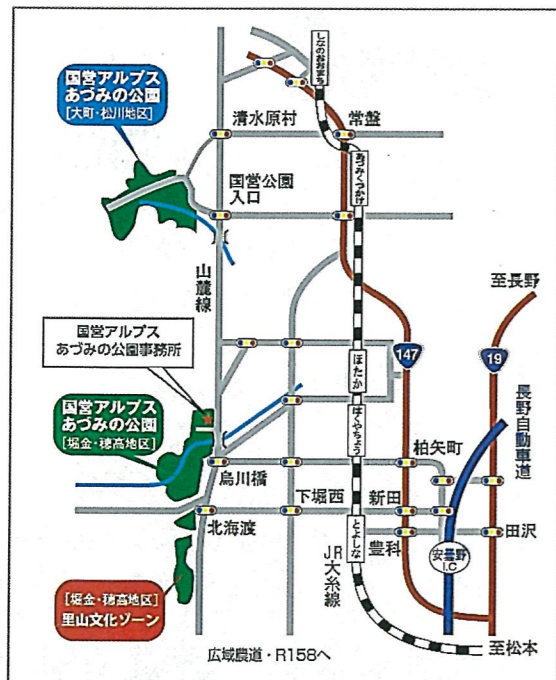 しなのおおまち
国営アルプス
あづみの公園
[大町・松川地区]
清水原村
常盤
あづみくつかけ
国営公園
入口
山麓線
至長野
国営アルプス
あづみの公園事務所
147
19
ほたか
長野自動車道
国営アルプス
あづみの公園
[堀金・穂高地区]
はくやちょう
柏矢町
烏川橋
下堀西
新田
北海渡
とよしな
豊科
田沢
安曇野
I.C
JR
大糸線
[堀金・穂高地区]
里山文化ゾーン
広域農道・R158へ
至松本